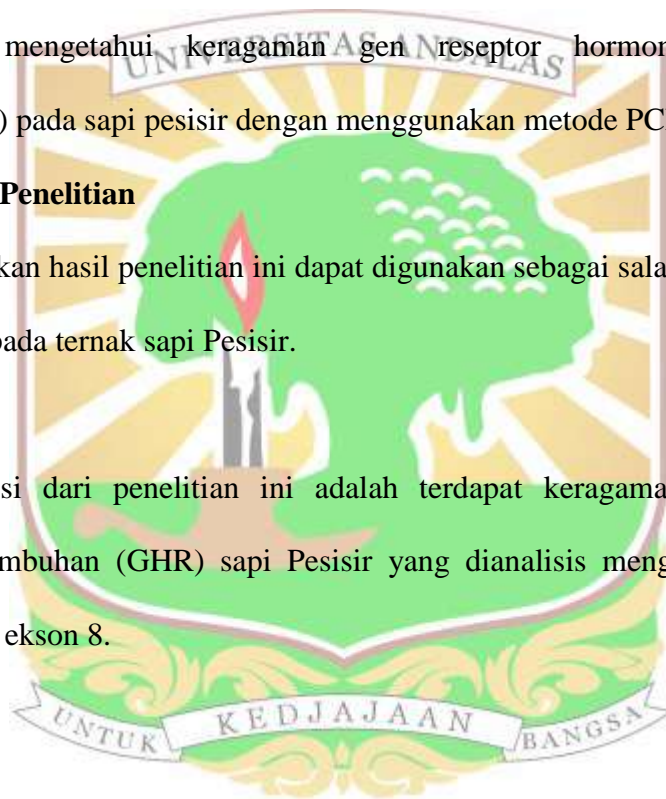 UNIVERSITAS ANDALAS
mengetahui keragaman gen reseptor hormon
) pada sapi pesisir dengan menggunakan metode PC
Penelitian
kan hasil penelitian ini dapat digunakan sebagai sala
pada ternak sapi Pesisir.
si dari penelitian ini adalah terdapat keragama
mbuhan (GHR) sapi Pesisir yang dianalisis meng
ekson 8.
UNTUK KEDJAJAAN BANGSA